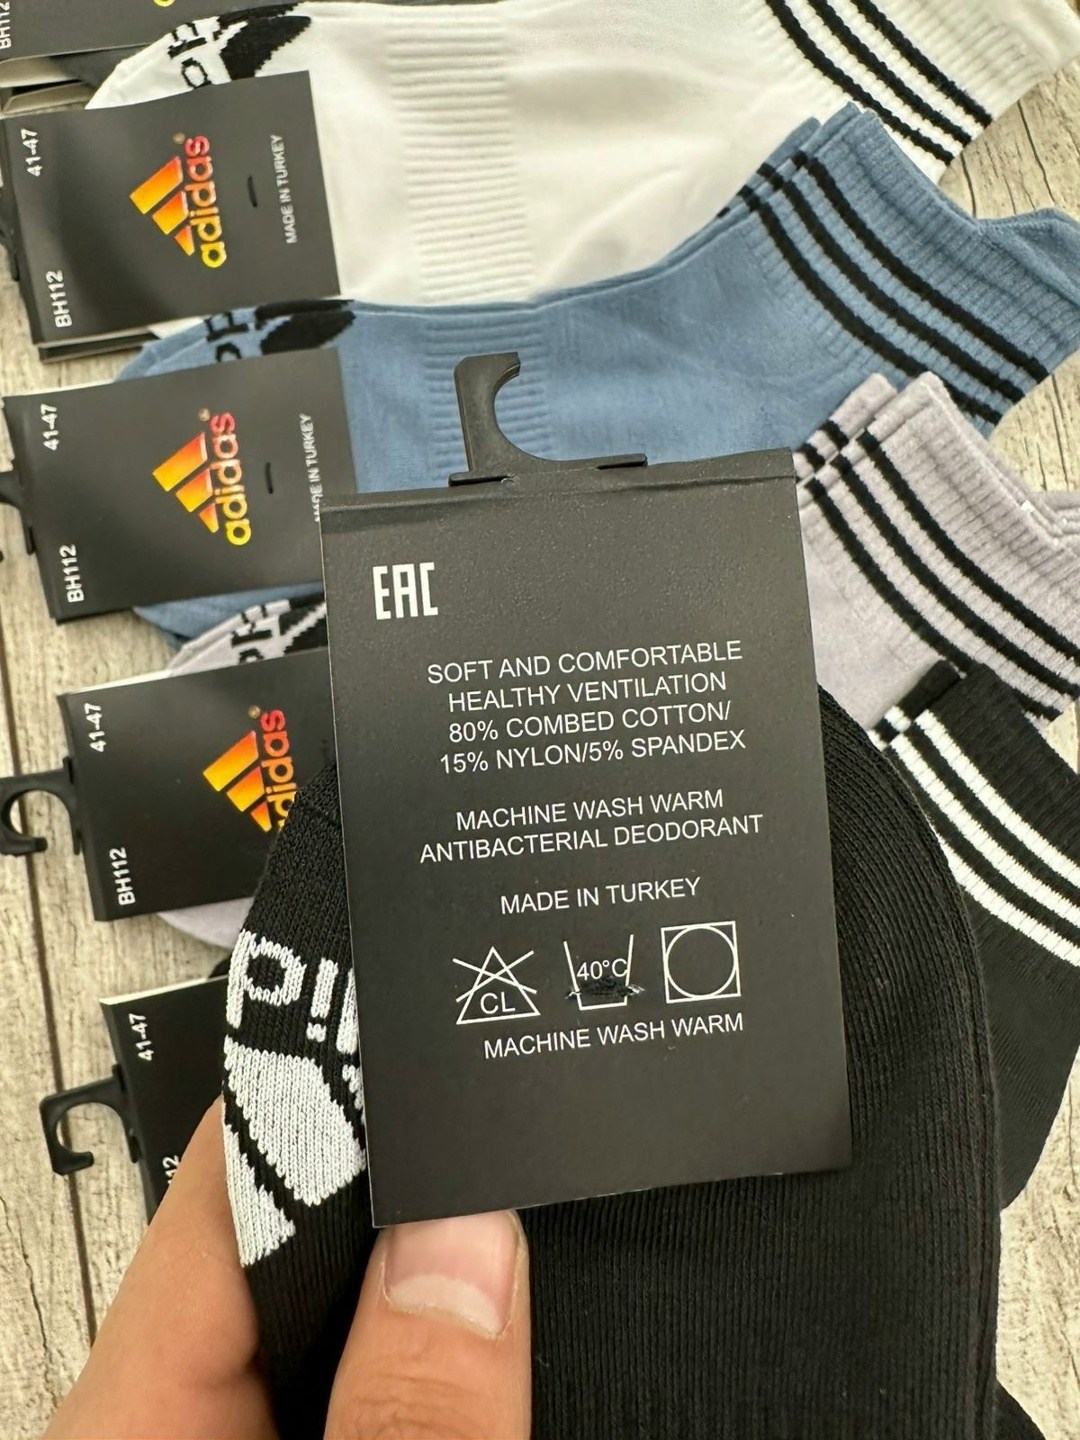 BH112
41-47
adidas®
MADE IN TURKEY
BH112
41-47
adidas®
MADE IN TURKEY
BH112
41-47
adidas
BH112
41-47
EAC
SOFT AND COMFORTABLE
HEALTHY VENTILATION
80% COMBED COTTON/
15% NYLON/5% SPANDEX
MACHINE WASH WARM
ANTIBACTERIAL DEODORANT
MADE IN TURKEY
CL 40°C
MACHINE WASH WARM